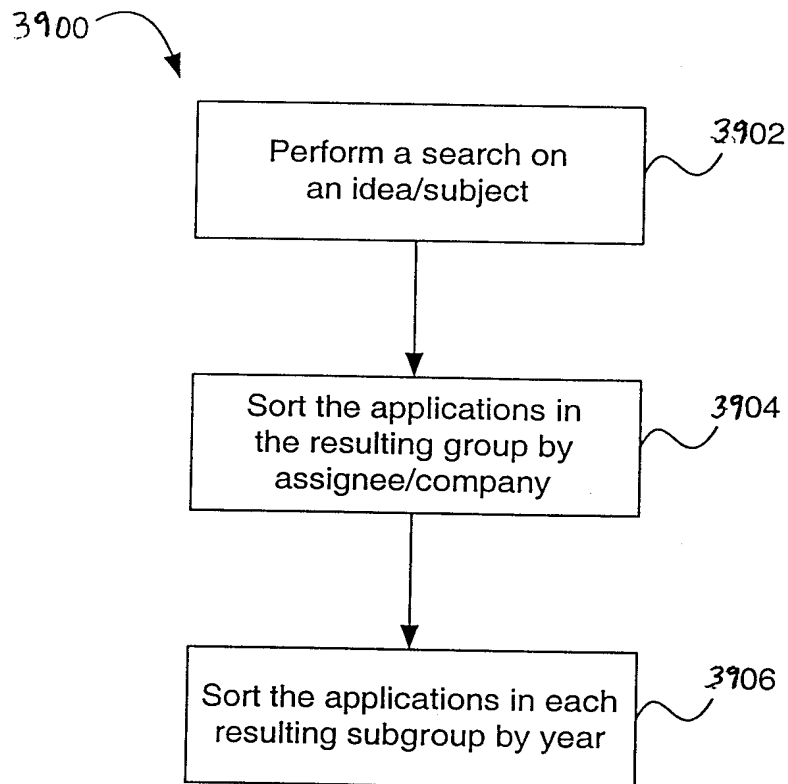 3900
Perform a search on
an idea/subject
3902
Sort the applications in
the resulting group by
assignee/company
3904
Sort the applications in each
resulting subgroup by year
3906